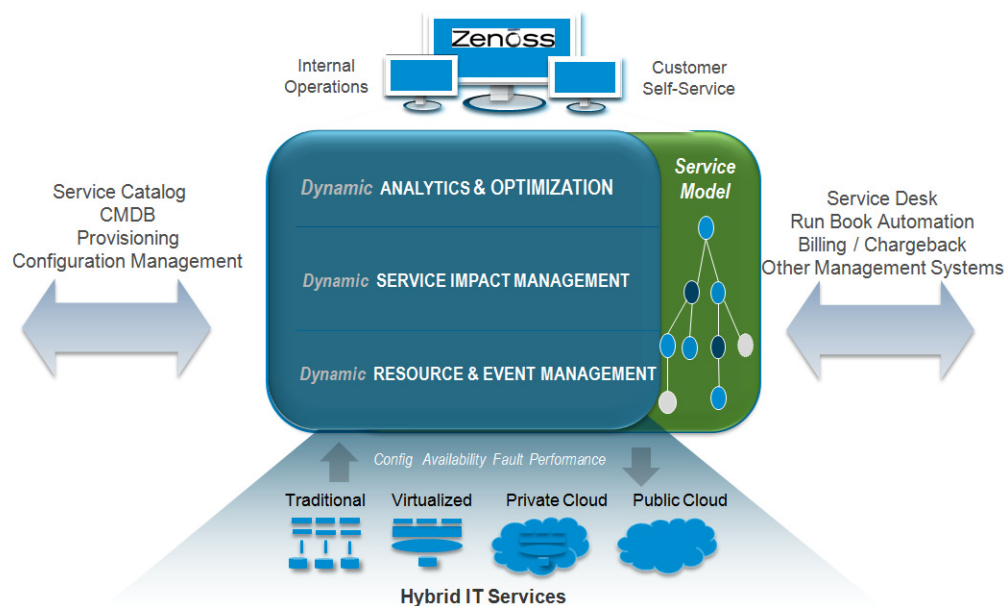 Zenoss
Internal
Operations
Customer
Self-Service
Service Catalog
CMDB
Provisioning
Configuration Management
Dynamic ANALYTICS & OPTIMIZATION
Dynamic SERVICE IMPACT MANAGEMENT
Dynamic RESOURCE & EVENT MANAGEMENT
Service
Model
Service Desk
Run Book Automation
Billing / Chargeback
Other Management Systems
Config Availability Fault Performance
Traditional
Virtualized
Private Cloud
Public Cloud
Hybrid IT Services